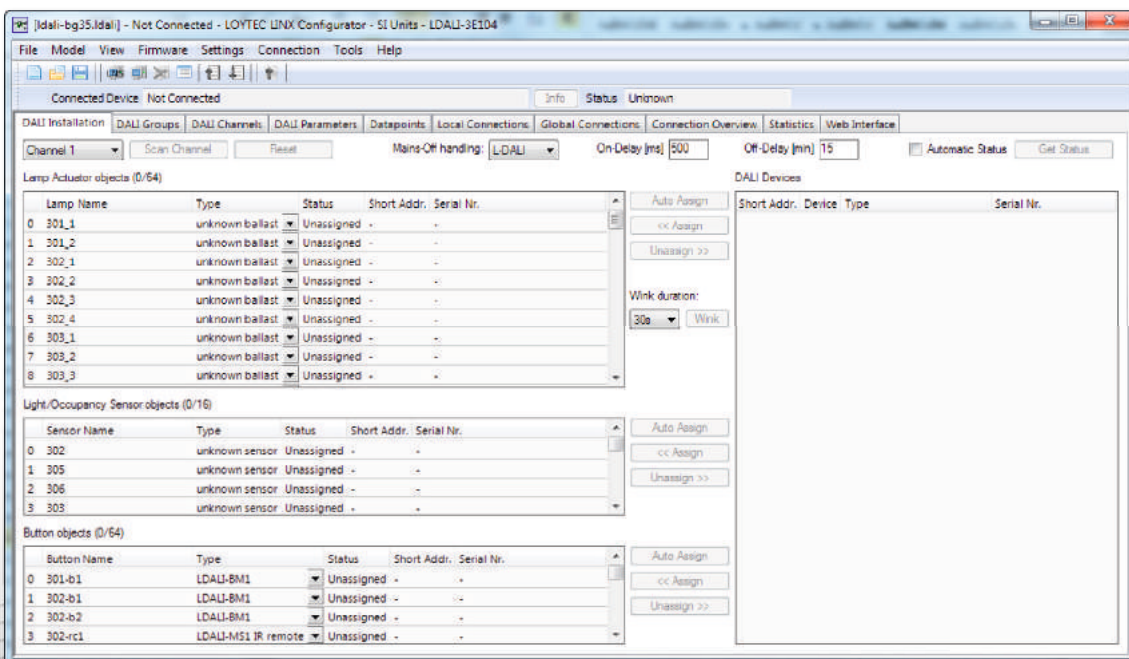 [ldali-bg35.ldali] - Not Connected - LOYTEC LINX Configurator - SI Units - LDALI-3E104
File Model View Firmware Settings Connection Tools Help
Connected Device Not Connected Info Status Unknown
DALI Installation DALI Groups DALI Channels DALI Parameters Datapoints Local Connections Global Connections Connection Overview Statistics Web Interface
Channel 1 Scan Channel Reset Mains-Off handling: L-DALI On-Delay [ms] 500 Off-Delay [min] 15 Automatic Status Get Status
Lamp Actuator objects (0/64) DALI Devices
Lamp Name Type Status Short Addr. Serial Nr. Auto Assign Short Addr. Device Type Serial Nr.
0 301_1 unknown ballast Unassigned - - << Assign
1 301_2 unknown ballast Unassigned - - Unassign >>
2 302_1 unknown ballast Unassigned - -
3 302_2 unknown ballast Unassigned - -
4 302_3 unknown ballast Unassigned - - Wink duration:
5 302_4 unknown ballast Unassigned - - 30s Wink
6 303_1 unknown ballast Unassigned - -
7 303_2 unknown ballast Unassigned - -
8 303_3 unknown ballast Unassigned - -
Light/Occupancy Sensor objects (0/16)
Sensor Name Type Status Short Addr. Serial Nr. Auto Assign
0 302 unknown sensor Unassigned - - << Assign
1 305 unknown sensor Unassigned - - Unassign >>
2 306 unknown sensor Unassigned - -
3 303 unknown sensor Unassigned - -
Button objects (0/64)
Button Name Type Status Short Addr. Serial Nr. Auto Assign
0 301-b1 LDALI-BM1 Unassigned - - << Assign
1 302-b1 LDALI-BM1 Unassigned - - Unassign >>
2 302-b2 LDALI-BM1 Unassigned - -
3 302-rc1 LDALI-MS1 IR remote Unassigned - -